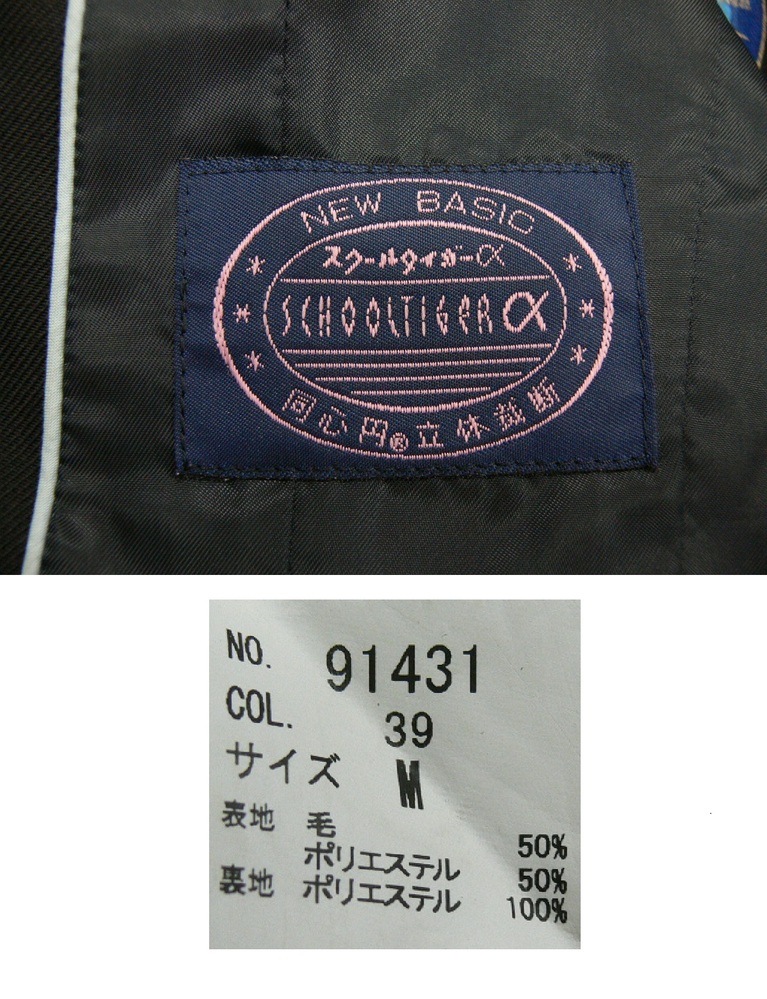 NEW BASIC
スクールタイガーα
SCHOOLTIGER α
同心円®立体裁断
NO. 91431
COL. 39
サイズ M
表地 毛 50%
ポリエステル 50%
裏地 ポリエステル 100%